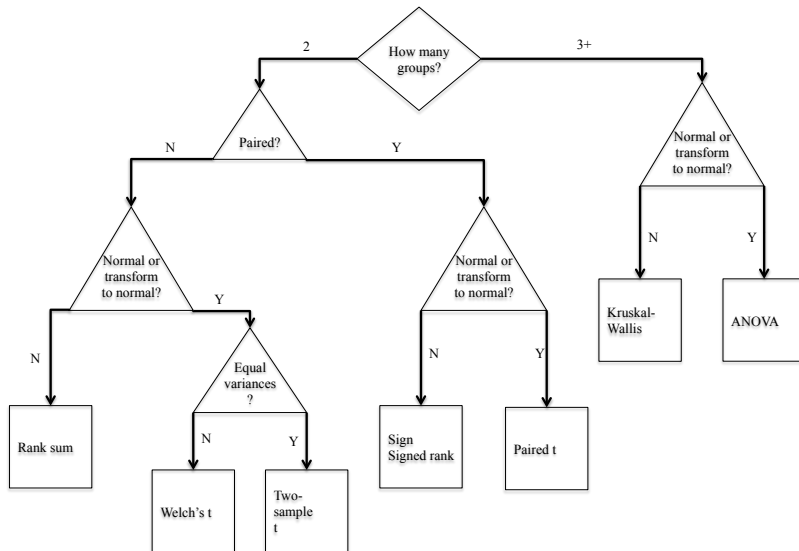 2
How many
groups?
3+
Paired?
N
Y
Normal or
transform
to normal?
N
Y
Normal or
transform
to normal?
Y
Normal or
transform
to normal?
N
Y
Kruskal-
Wallis
ANOVA
N
Equal
variances
?
N
Y
Rank sum
N
Y
Sign
Signed rank
Paired t
Welch's t
Two-
sample
t